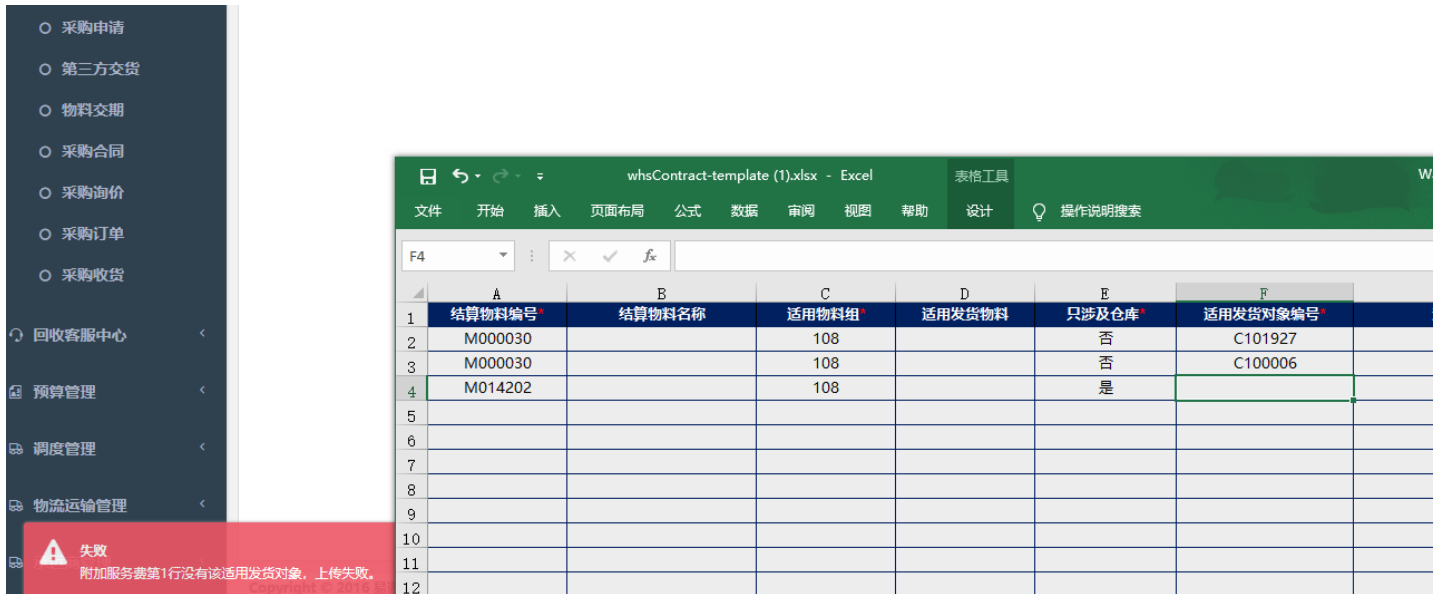 采购申请
第三方交货
物料交期
采购合同
采购询价
采购订单
采购收货
回收客服中心
预算管理
调度管理
物流运输管理
失败
附加服务费第1行没有该适用发货对象，上传失败。
Copyright © 2016 易
whsContract-template (1).xlsx - Excel
表格工具
文件 开始 插入 页面布局 公式 数据 审阅 视图 帮助 设计 操作说明搜索
F4 fx
A B C D E F
1 结算物料编号* 结算物料名称 适用物料组* 适用发货物料 只涉及仓库* 适用发货对象编号*
2 M000030 108 否 C101927
3 M000030 108 否 C100006
4 M014202 108 是
5
6
7
8
9
10
11
12